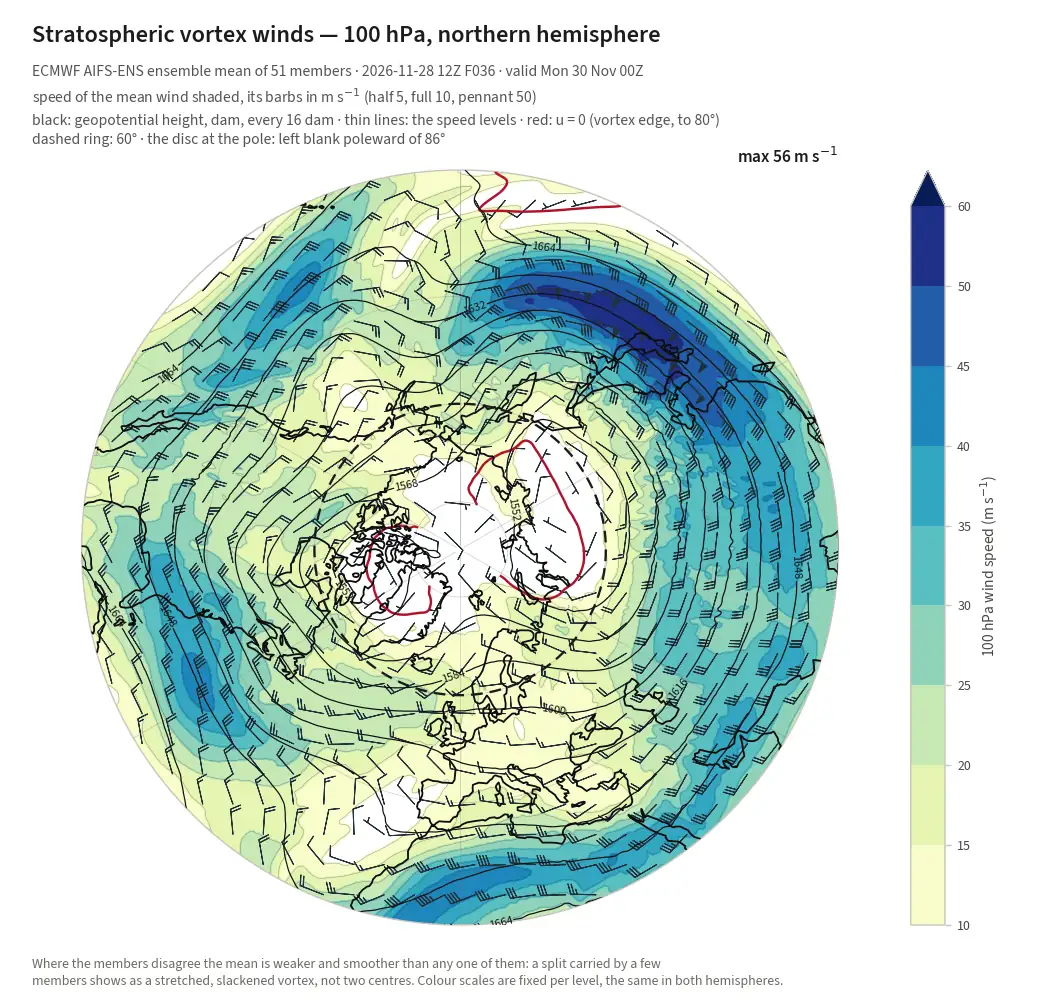 Stratospheric vortex winds — 100 hPa, northern hemisphere
ECMWF AIFS-ENS ensemble mean of 51 members · 2026-11-28 12Z F036 · valid Mon 30 Nov 00Z
speed of the mean wind shaded, its barbs in m s⁻¹ (half 5, full 10, pennant 50)
black: geopotential height, dam, every 16 dam · thin lines: the speed levels · red: u = 0 (vortex edge, to 80°)
dashed ring: 60° · the disc at the pole: left blank poleward of 86°
max 56 m s⁻¹
60
50
45
40
35
30
25
20
15
10
100 hPa wind speed (m s⁻¹)
1664
1632
1664
1568
1552
1648
1648
1616
1600
1664
Where the members disagree the mean is weaker and smoother than any one of them: a split carried by a few
members shows as a stretched, slackened vortex, not two centres. Colour scales are fixed per level, the same in both hemispheres.